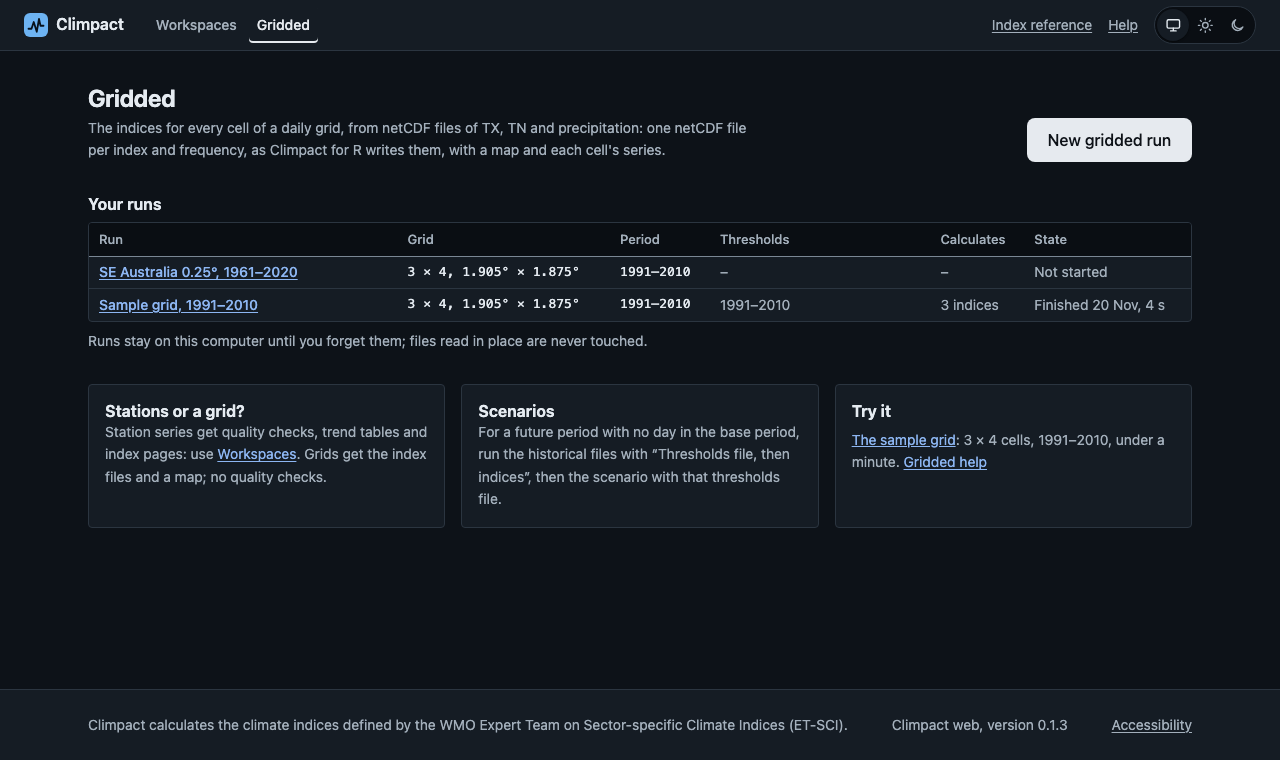 Climpact
Workspaces
Gridded
Index reference
Help
Gridded
The indices for every cell of a daily grid, from netCDF files of TX, TN and precipitation: one netCDF file
per index and frequency, as Climpact for R writes them, with a map and each cell's series.
New gridded run
Your runs
Run Grid Period Thresholds Calculates State
SE Australia 0.25°, 1961–2020 3 × 4, 1.905° × 1.875° 1991–2010 – – Not started
Sample grid, 1991–2010 3 × 4, 1.905° × 1.875° 1991–2010 1991–2010 3 indices Finished 20 Nov, 4 s
Runs stay on this computer until you forget them; files read in place are never touched.
Stations or a grid?
Station series get quality checks, trend tables and
index pages: use Workspaces. Grids get the index
files and a map; no quality checks.
Scenarios
For a future period with no day in the base period,
run the historical files with “Thresholds file, then
indices”, then the scenario with that thresholds
file.
Try it
The sample grid: 3 × 4 cells, 1991–2010, under a
minute. Gridded help
Climpact calculates the climate indices defined by the WMO Expert Team on Sector-specific Climate Indices (ET-SCI).
Climpact web, version 0.1.3
Accessibility